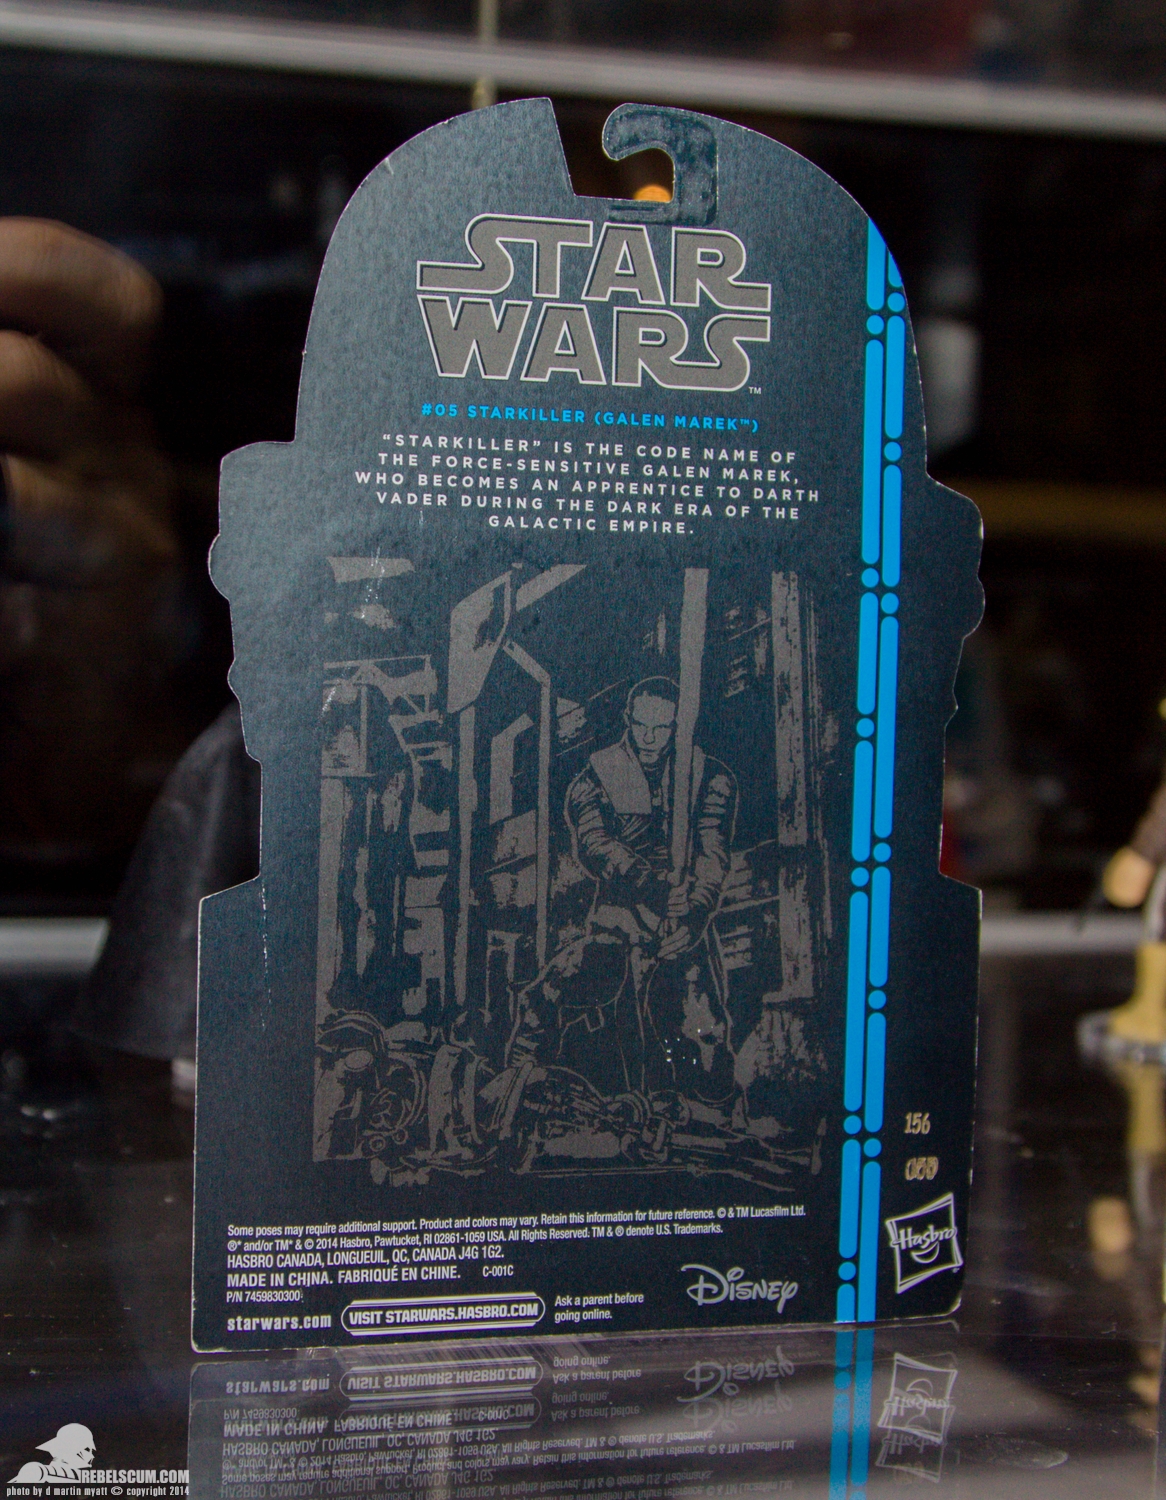 STAR
WARS™
#05 STARKILLER (GALEN MAREK™)
“STARKILLER” IS THE CODE NAME OF
THE FORCE-SENSITIVE GALEN MAREK,
WHO BECOMES AN APPRENTICE TO DARTH
VADER DURING THE DARK ERA OF THE
GALACTIC EMPIRE.
156
Hasbro
Some poses may require additional support. Product and colors may vary. Retain this information for future reference. © & TM Lucasfilm Ltd.
®* and/or TM* & © 2014 Hasbro, Pawtucket, RI 02861-1059 USA. All Rights Reserved. TM & ® denote U.S. Trademarks.
HASBRO CANADA, LONGUEUIL, QC, CANADA J4G 1G2.
MADE IN CHINA. FABRIQUÉ EN CHINE. C-001C
P/N 7459830300
starwars.com VISIT STARWARS.HASBRO.COM Ask a parent before
going online.
Disney
REBELSCUM.COM
photo by d martin myatt © copyright 2014